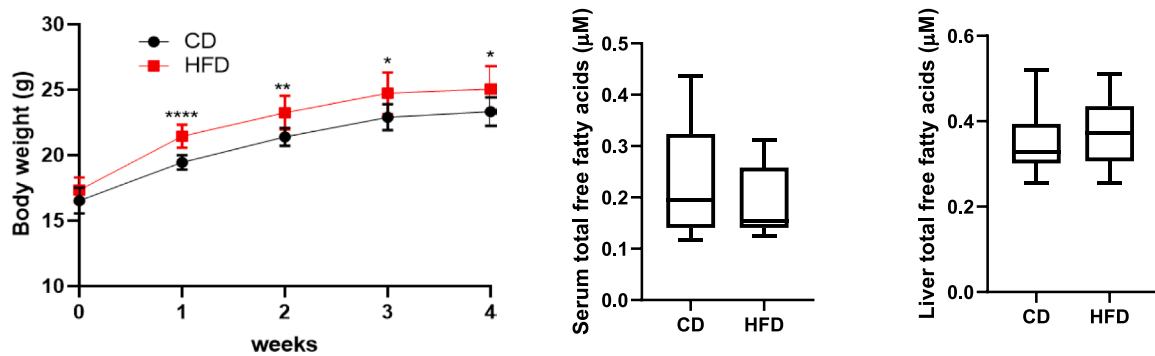 Body weight (g)
30
25
20
15
10
CD
HFD
****
**
*
*
0
1
2
3
4
weeks
Serum total free fatty acids (μM)
0.5
0.4
0.3
0.2
0.1
0.0
CD
HFD
Liver total free fatty acids (μM)
0.6
0.4
0.2
0.0
CD
HFD